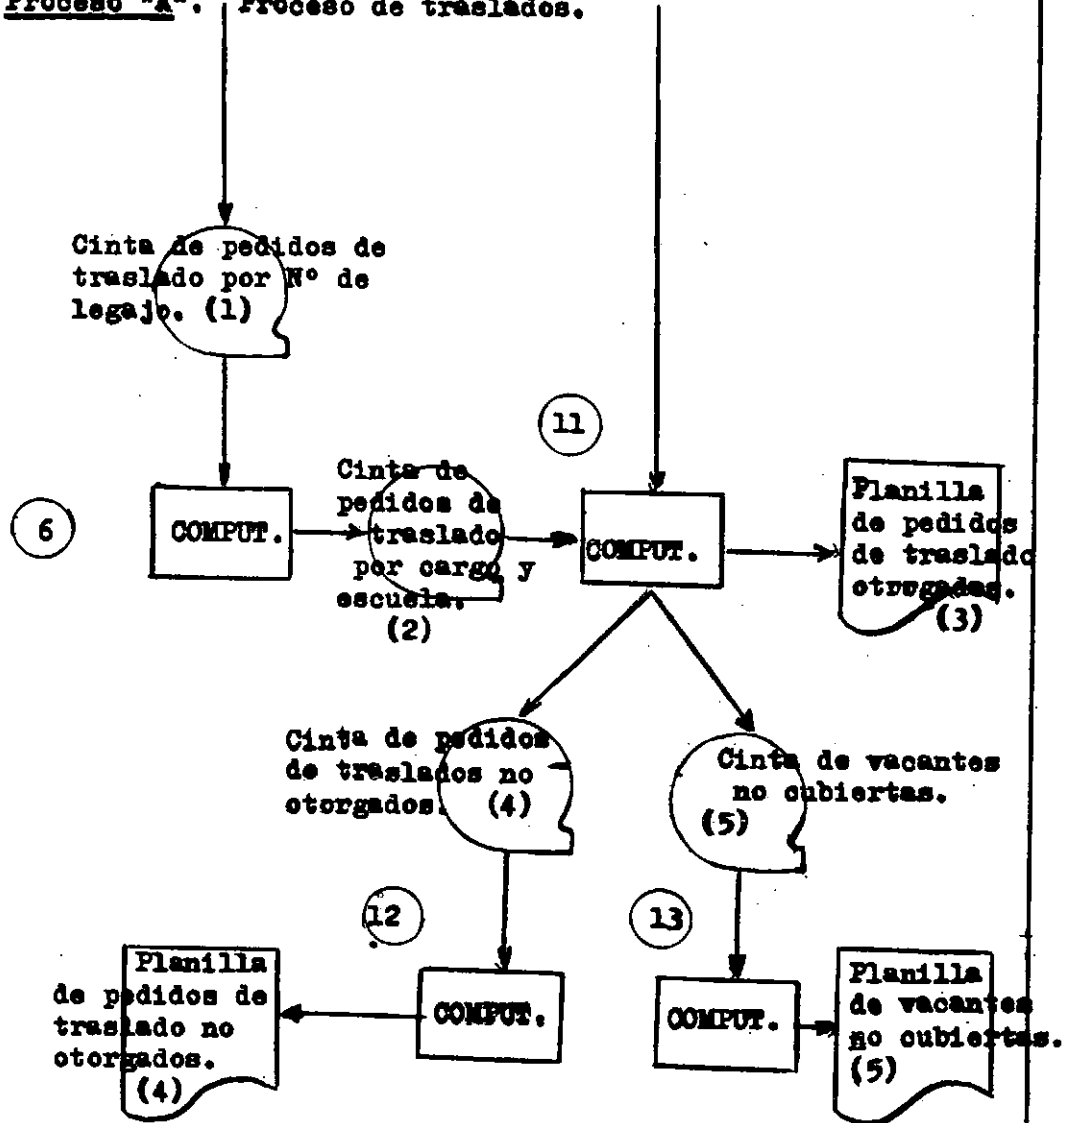 Proceso "A". Proceso de traslados.
Cinta de pedidos de
traslado por Nº de
legajo. (1)
11
6
COMPUT.
Cinta de
pedidos de
traslado
por cargo y
escuela.
(2)
COMPUT.
Planilla
de pedidos
de traslado
otrogados.
(3)
Cinta de pedidos
de traslados no
otorgados. (4)
Cinta de vacantes
no cubiertas.
(5)
12
13
Planilla
de pedidos de
traslado no
otorgados.
(4)
COMPUT.
COMPUT.
Planilla
de vacantes
no cubiertas.
(5)